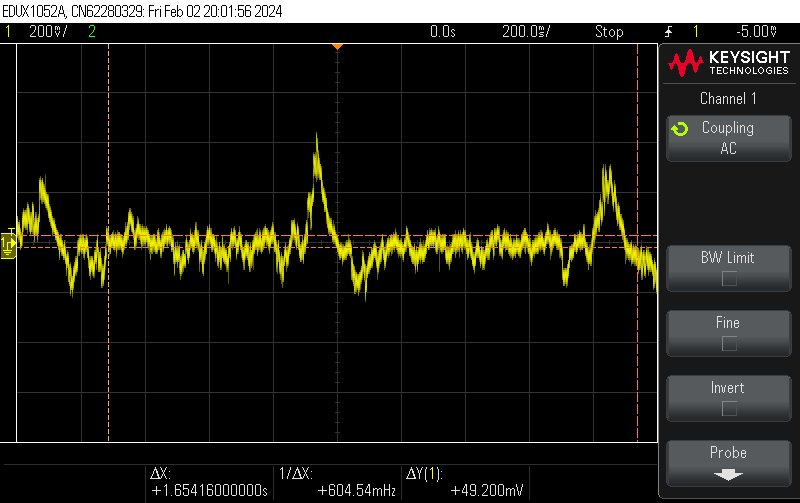 EDUX1052A, CN62280329: Fri Feb 02 20:01:56 2024
1 200♉/ 2 0.0s 200.0♏/ Stop 1 -5.00V
KEYSIGHT
TECHNOLOGIES
Channel 1
Coupling
AC
BW Limit
Fine
Invert
Probe
ΔX: 1/ΔX: ΔY(1):
+1.65416000000s +604.54mHz +49.200mV